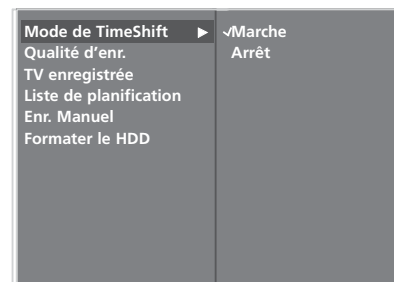 Mode de TimeShift ▶ ✓Marche
Qualité d'enr. Arrêt
TV enregistrée
Liste de planification
Enr. Manuel
Formater le HDD